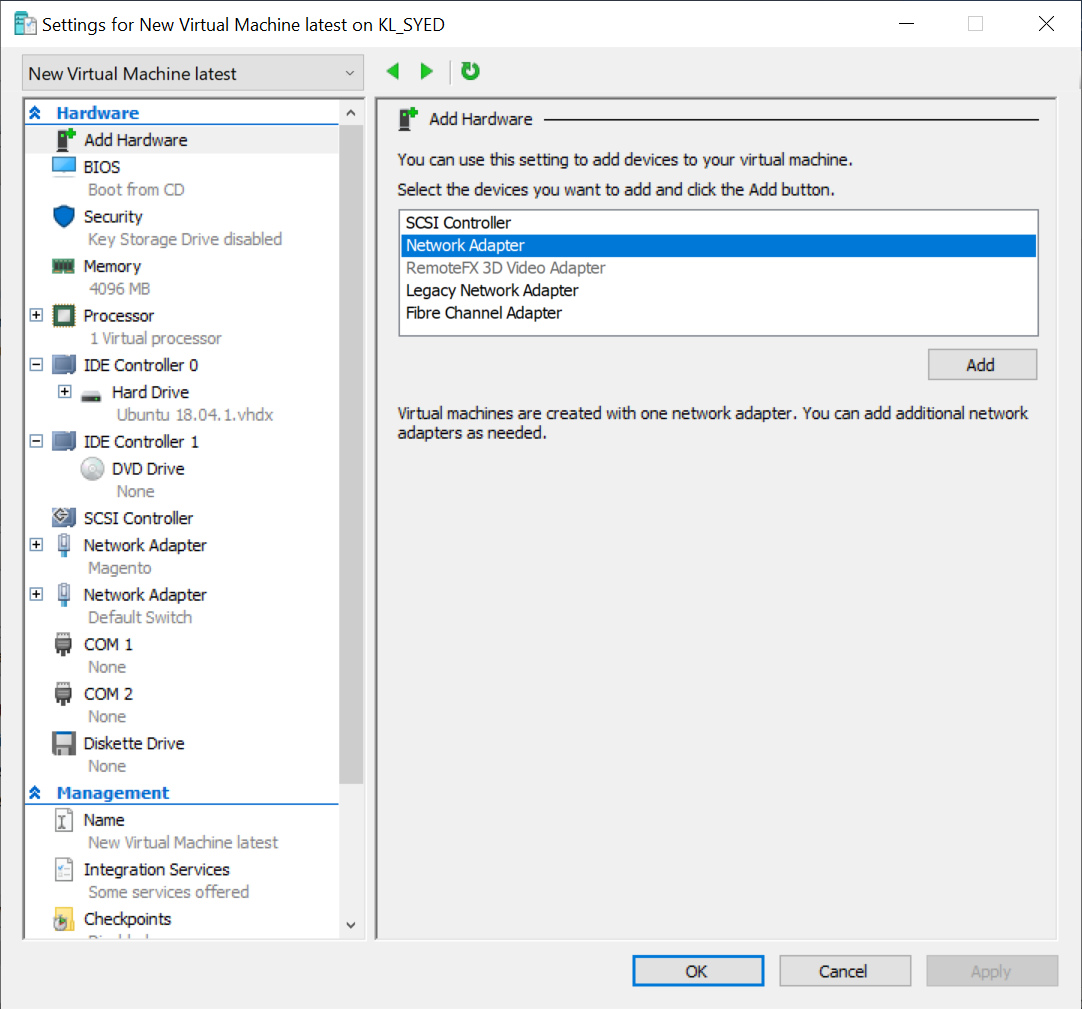 Settings for New Virtual Machine latest on KL_SYED
New Virtual Machine latest
Hardware
Add Hardware
BIOS
Boot from CD
Security
Key Storage Drive disabled
Memory
4096 MB
Processor
1 Virtual processor
IDE Controller 0
Hard Drive
Ubuntu 18.04.1.vhdx
IDE Controller 1
DVD Drive
None
SCSI Controller
Network Adapter
Magento
Network Adapter
Default Switch
COM 1
None
COM 2
None
Diskette Drive
None
Management
Name
New Virtual Machine latest
Integration Services
Some services offered
Checkpoints
Add Hardware
You can use this setting to add devices to your virtual machine.
Select the devices you want to add and click the Add button.
SCSI Controller
Network Adapter
RemoteFX 3D Video Adapter
Legacy Network Adapter
Fibre Channel Adapter
Add
Virtual machines are created with one network adapter. You can add additional network
adapters as needed.
OK
Cancel
Apply